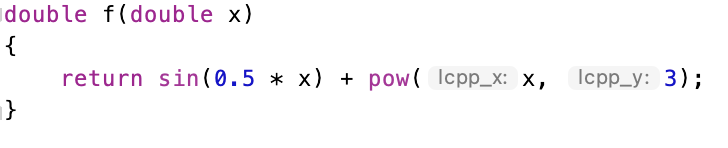 double f(double x)
{
return sin(0.5 * x) + pow( lcpp_x: x, lcpp_y: 3);
}